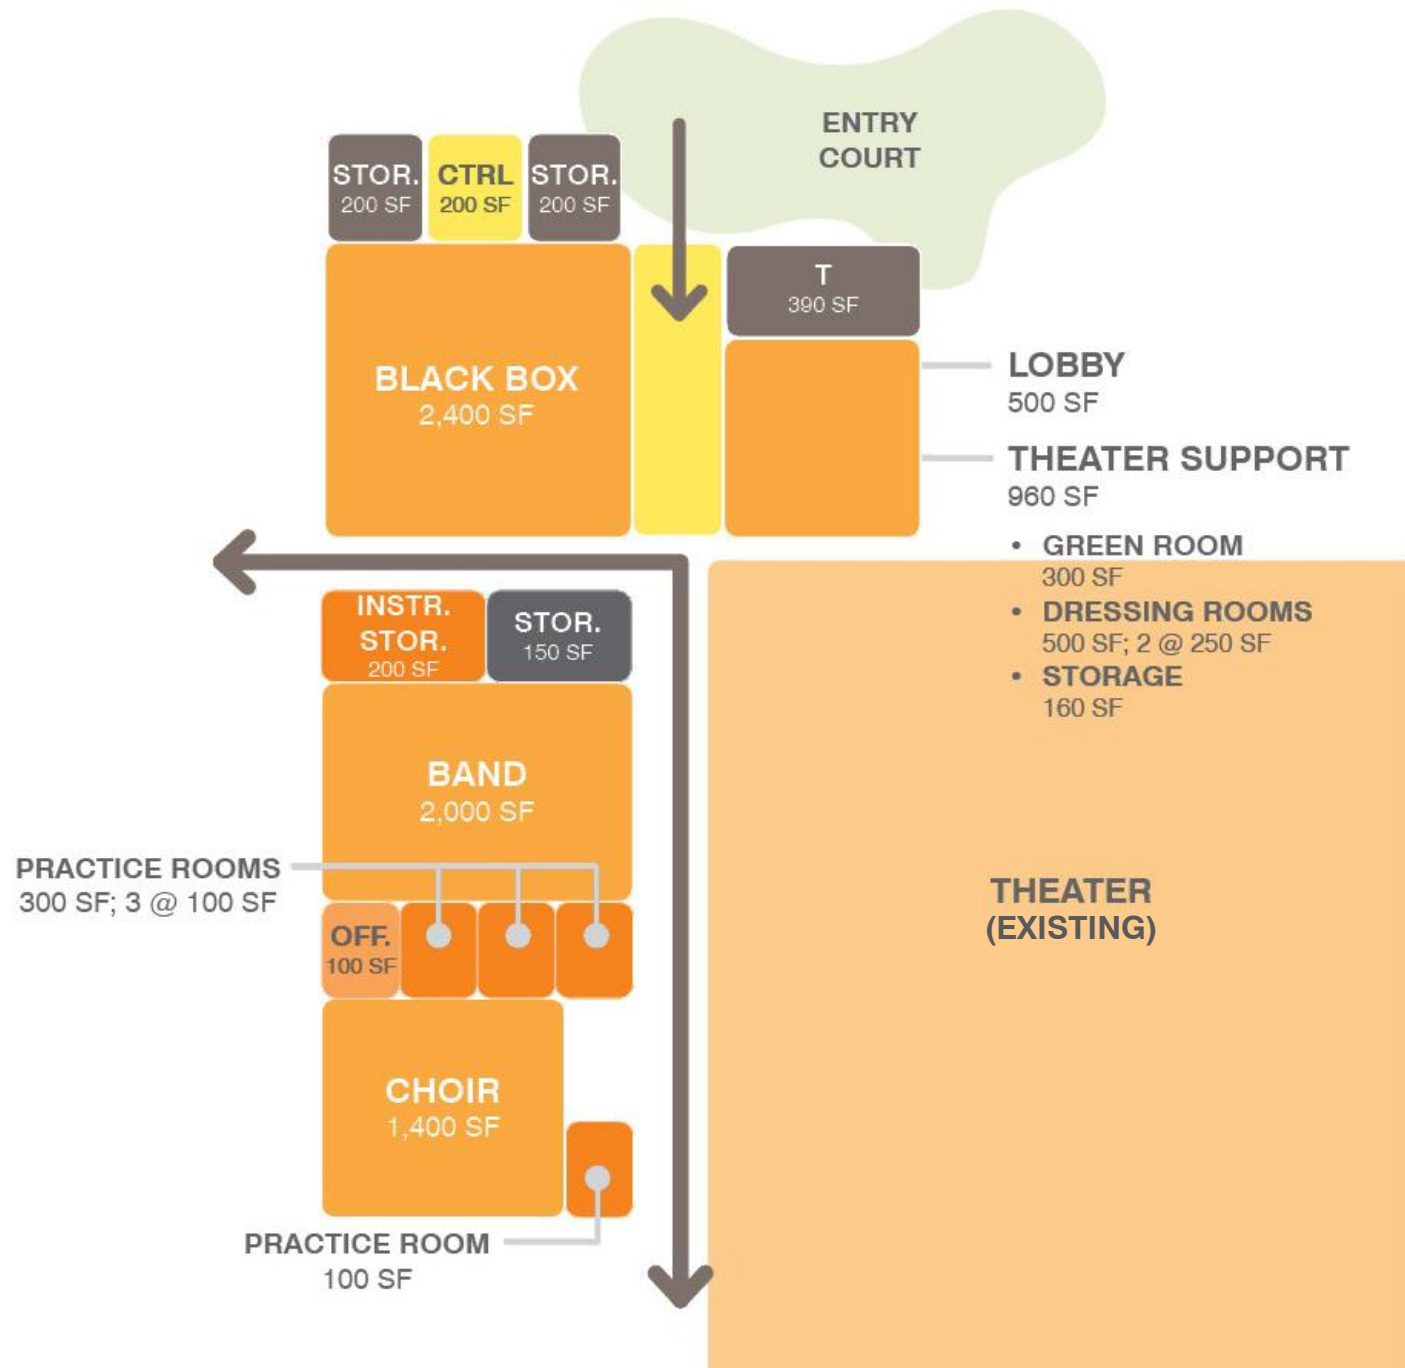 ENTRY
COURT
STOR.
200 SF
CTRL
200 SF
STOR.
200 SF
T
390 SF
BLACK BOX
2,400 SF
LOBBY
500 SF
THEATER SUPPORT
960 SF
• GREEN ROOM
300 SF
• DRESSING ROOMS
500 SF; 2 @ 250 SF
• STORAGE
160 SF
INSTR.
STOR.
200 SF
STOR.
150 SF
BAND
2,000 SF
PRACTICE ROOMS
300 SF; 3 @ 100 SF
OFF.
100 SF
THEATER
(EXISTING)
CHOIR
1,400 SF
PRACTICE ROOM
100 SF